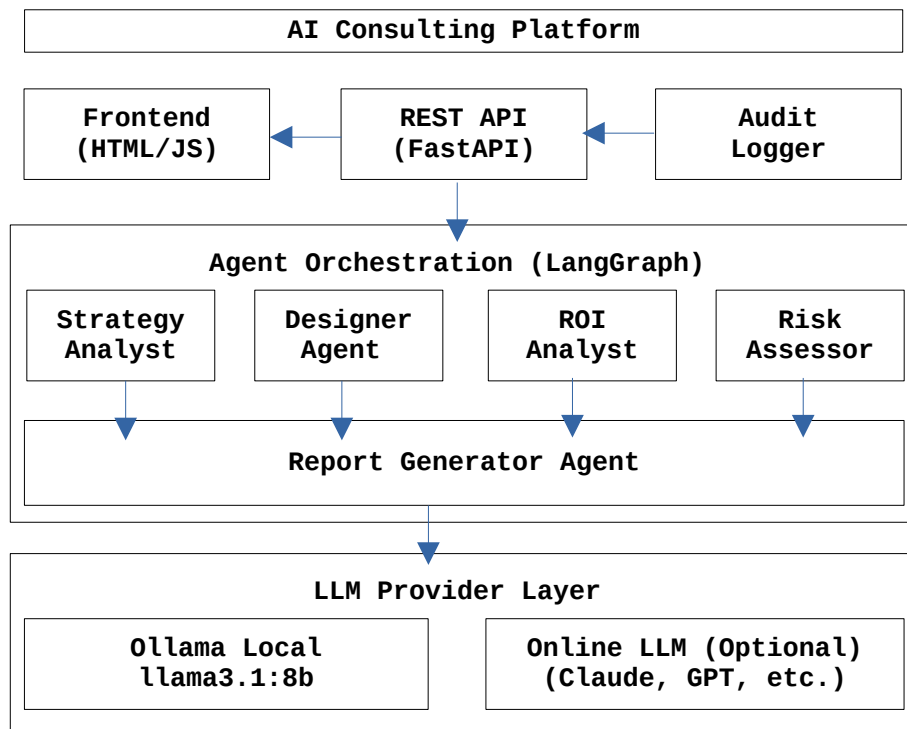 AI Consulting Platform
Frontend
(HTML/JS)
REST API
(FastAPI)
Audit
Logger
Agent Orchestration (LangGraph)
Strategy
Analyst
Designer
Agent
ROI
Analyst
Risk
Assessor
Report Generator Agent
LLM Provider Layer
Ollama Local
llama3.1:8b
Online LLM (Optional)
(Claude, GPT, etc.)